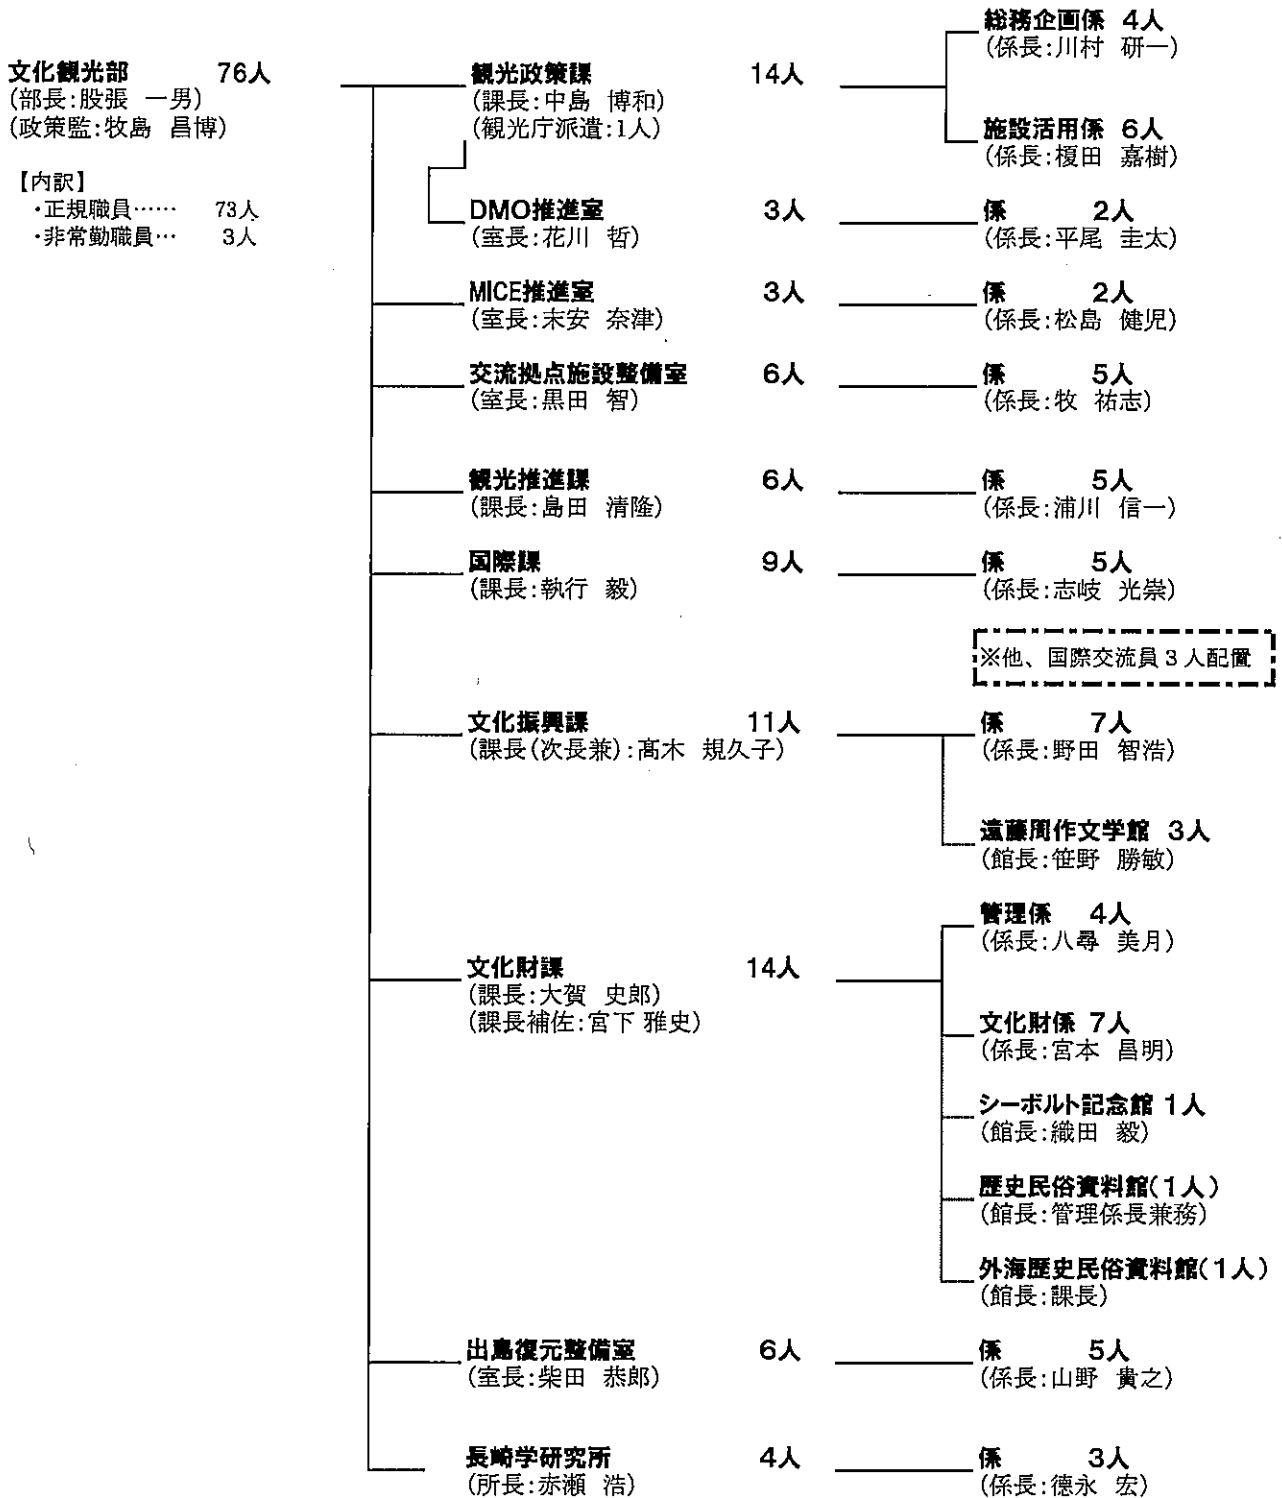 文化観光部 76人
(部長:股張 一男)
(政策監:牧島 昌博)
【内訳】
・正規職員…… 73人
・非常勤職員… 3人
観光政策課 14人
(課長:中島 博和)
(観光庁派遣:1人)
総務企画係 4人
(係長:川村 研一)
施設活用係 6人
(係長:榎田 嘉樹)
DMO推進室 3人
(室長:花川 哲)
係 2人
(係長:平尾 圭太)
MICE推進室 3人
(室長:末安 奈津)
係 2人
(係長:松島 健児)
交流拠点施設整備室 6人
(室長:黒田 智)
係 5人
(係長:牧 祐志)
観光推進課 6人
(課長:島田 清隆)
係 5人
(係長:浦川 信一)
国際課 9人
(課長:執行 毅)
係 5人
(係長:志岐 光崇)
※他、国際交流員3人配置
文化振興課 11人
(課長(次長兼):髙木 規久子)
係 7人
(係長:野田 智浩)
遠藤周作文学館 3人
(館長:笹野 勝敏)
文化財課 14人
(課長:大賀 史郎)
(課長補佐:宮下 雅史)
管理係 4人
(係長:八尋 美月)
文化財係 7人
(係長:宮本 昌明)
シーボルト記念館 1人
(館長:織田 毅)
歴史民俗資料館(1人)
(館長:管理係長兼務)
外海歴史民俗資料館(1人)
(館長:課長)
出島復元整備室 6人
(室長:柴田 恭郎)
係 5人
(係長:山野 貴之)
長崎学研究所 4人
(所長:赤瀬 浩)
係 3人
(係長:德永 宏)